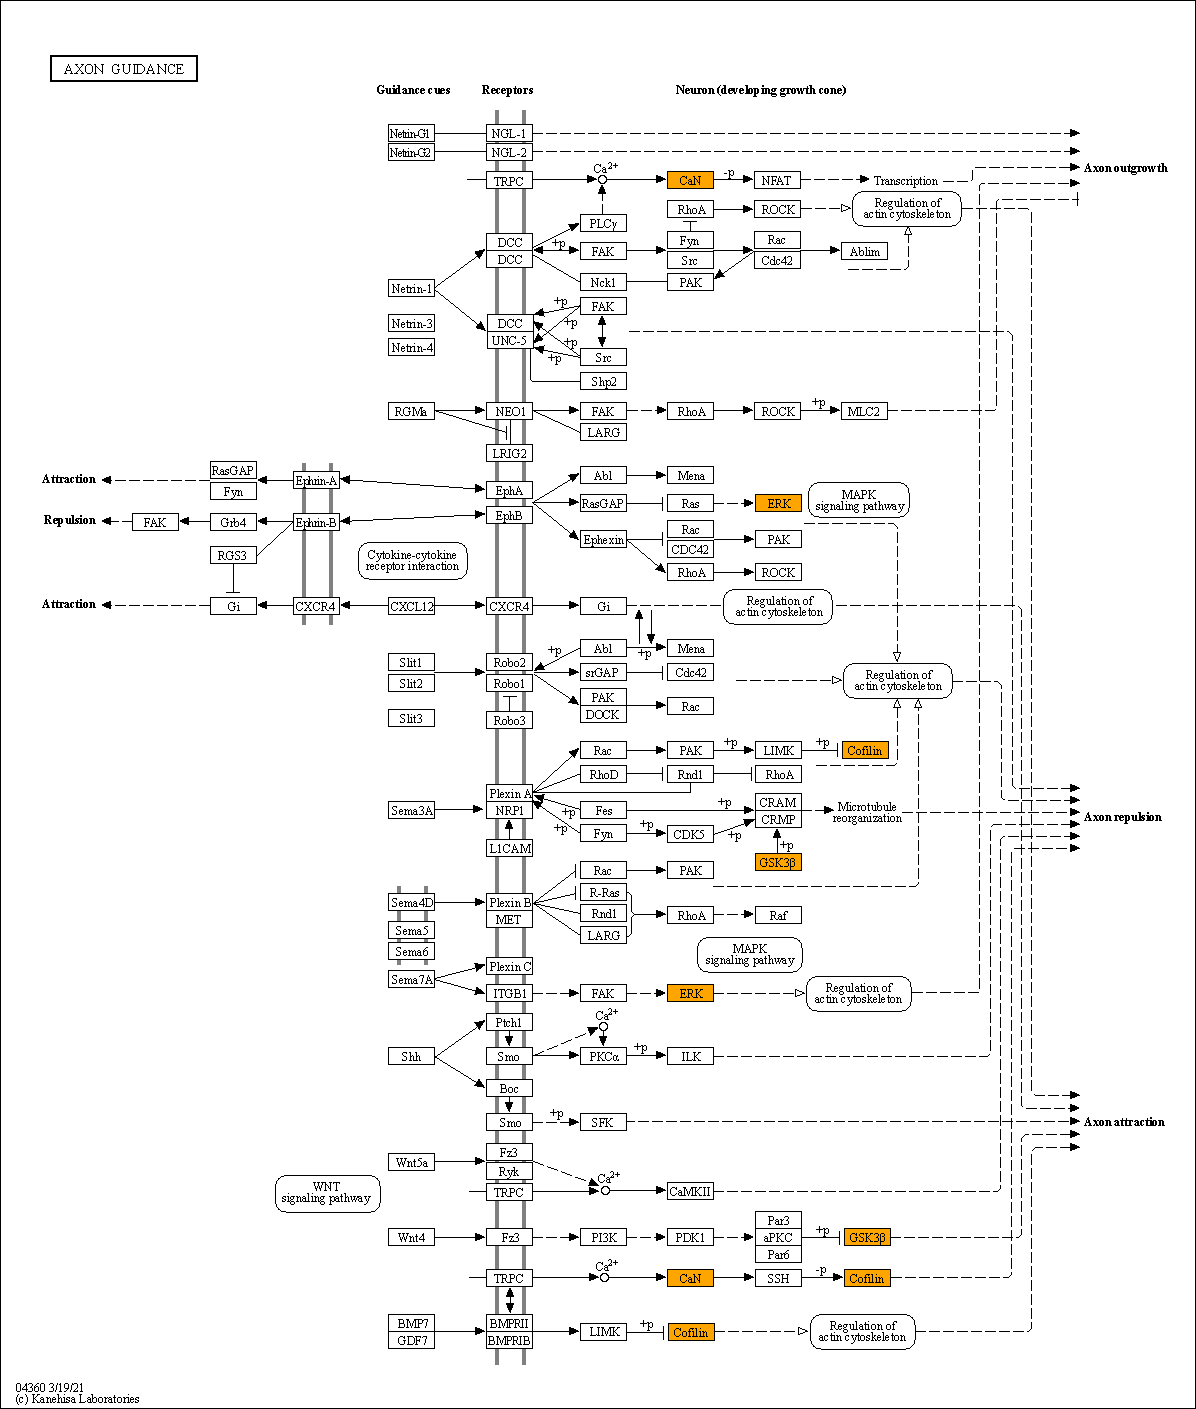 AXON GUIDANCE
Guidance cues Receptors Neuron (developing growth cone)
Netrin-G1 NGL-1
Netrin-G2 NGL-2
Axon outgrowth
Ca2+
TRPC CaN -p NFAT Transcription
RhoA ROCK Regulation of
actin cytoskeleton
PLCγ
DCC +p FAK Fyn Rac Ablim
DCC Src Cdc42
Netrin-1 Nck1 PAK
+p FAK
Netrin-3 DCC +p
Netrin-4 UNC-5 +p
+p Src
Shp2
RGMa NEO1 FAK RhoA ROCK +p MLC2
LARG
LRIG2
Attraction RasGAP Ephrin-A Abl Mena
Fyn EphA
RasGAP Ras ERK MAPK
signaling pathway
Repulsion FAK Grb4 Ephrin-B EphB
Rac
Ephexin CDC42 PAK
RGS3 Cytokine-cytokine
receptor interaction
RhoA ROCK
Attraction Gi CXCR4 CXCL12 CXCR4 Gi Regulation of
actin cytoskeleton
+p Abl +p Mena
Slit1 Robo2 srGAP Cdc42
Slit2 Robo1 Regulation of
actin cytoskeleton
PAK
DOCK Rac
Slit3 Robo3
Rac PAK +p LIMK +p Cofilin
RhoD Rnd1 RhoA
Plexin A
Sema3A NRP1 Fes +p CRAM Microtubule
reorganization
CRMP
Axon repulsion
+p
+p Fyn +p CDK5 +p
L1CAM +p
GSK3β
Rac PAK
Sema4D Plexin B R-Ras
MET Rnd1 RhoA Raf
Sema5 LARG
Sema6 MAPK
signaling pathway
Sema7A Plexin C
ITGB1 FAK ERK Regulation of
actin cytoskeleton
Ptch1 Ca2+
Shh Smo PKCα +p ILK
Boc
Smo +p SFK Axon attraction
Wnt5a Fz3
Ryk
WNT
signaling pathway
Ca2+
TRPC CaMKII
Par3
Wnt4 Fz3 PI3K PDK1 aPKC +p GSK3β
Par6
Ca2+
TRPC CaN SSH -p Cofilin
BMP7 BMPRII LIMK +p Cofilin Regulation of
actin cytoskeleton
GDF7 BMPRIB
04360 3/19/21
(c) Kanehisa Laboratories